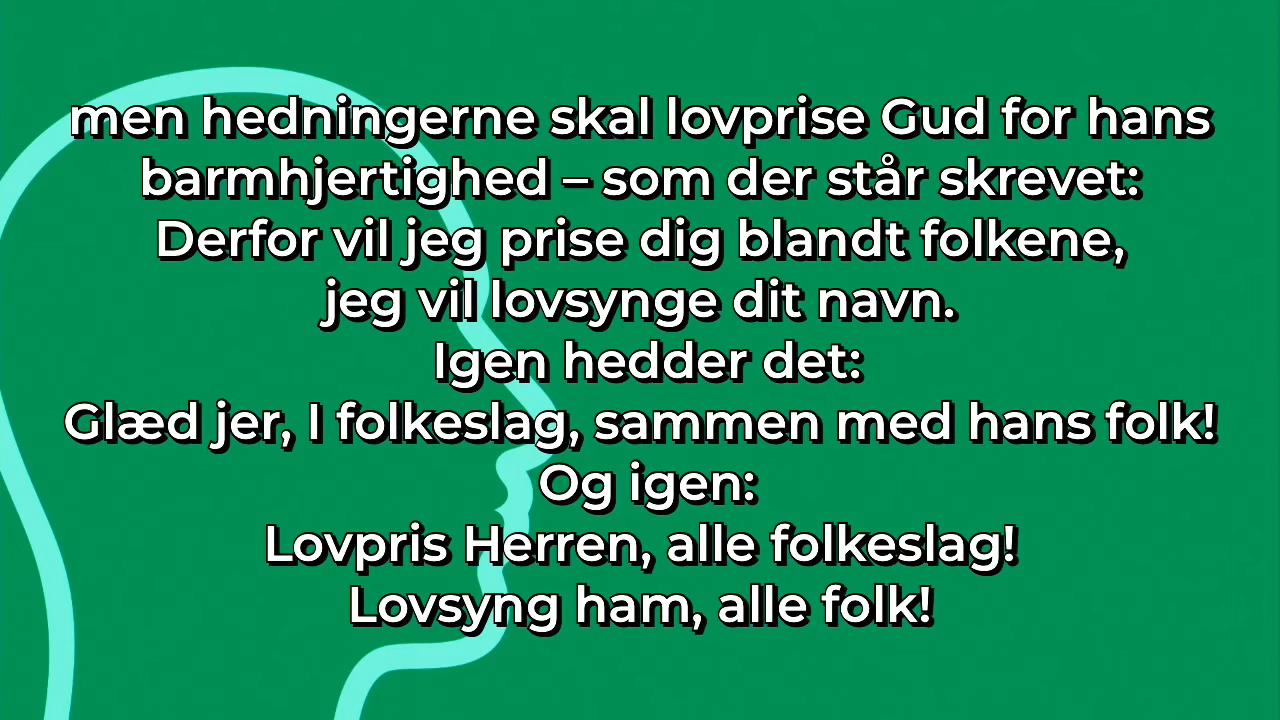 men hedningerne skal lovprise Gud for hans
barmhjertighed – som der står skrevet:
Derfor vil jeg prise dig blandt folkene,
jeg vil lovsynge dit navn.
Igen hedder det:
Glæd jer, I folkeslag, sammen med hans folk!
Og igen:
Lovpris Herren, alle folkeslag!
Lovsyng ham, alle folk!